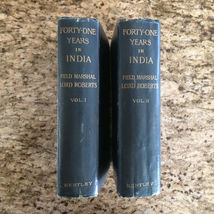 FORTY-ONE
YEARS
IN
INDIA
FIELD MARSHAL
LORD ROBERTS
VOL. I
BENTLEY
FORTY-ONE
YEARS
IN
INDIA
FIELD MARSHAL
LORD ROBERTS
VOL. II
BENTLEY